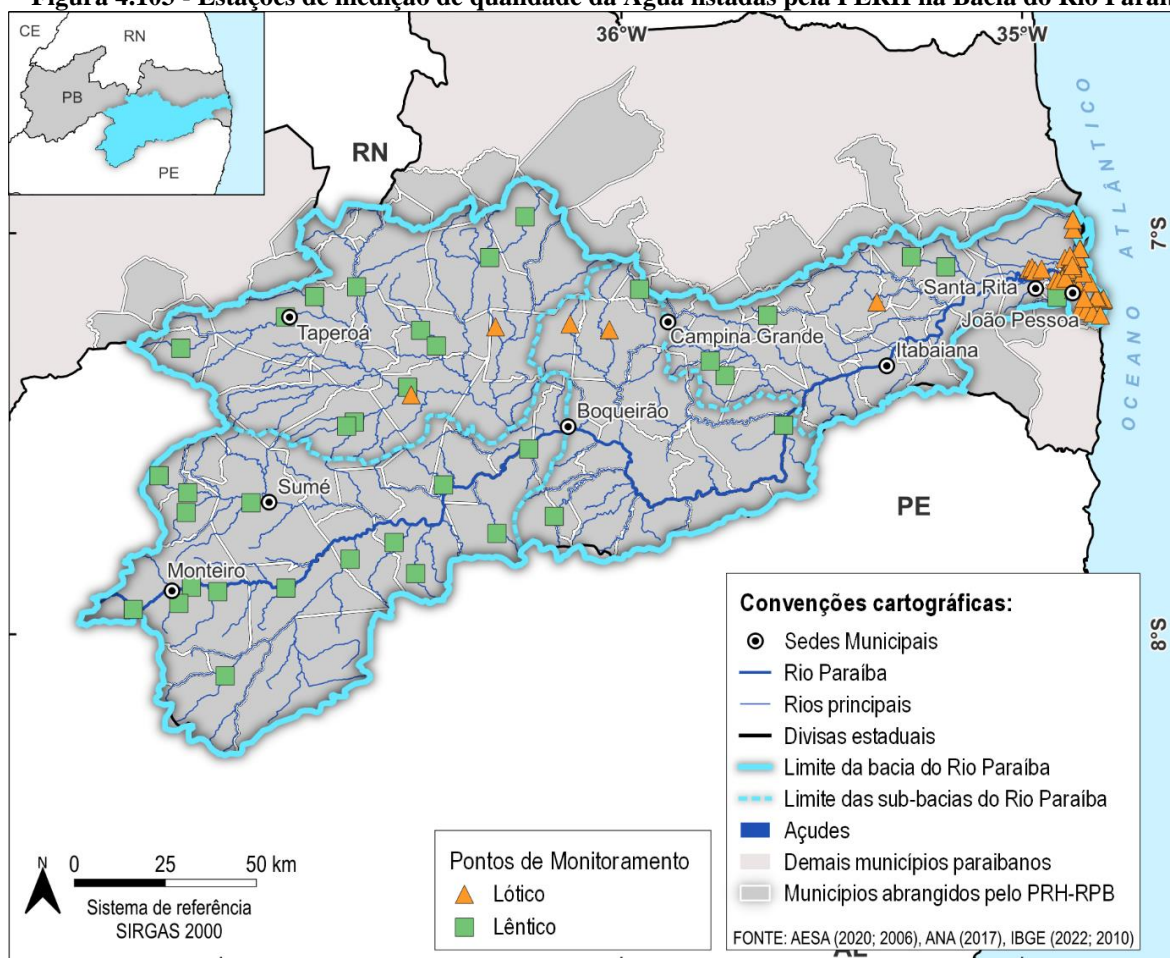 Figura 4.103 - Estações de medição de qualidade da Água listadas pela PERH na Bacia do Rio Paraíba
CE
RN
PB
PE
36°W
35°W
RN
OCEANO ATLÂNTICO
7°S
Santa Rita
João Pessoa
Taperoá
Campina Grande
Itabaiana
Boqueirão
Sumé
PE
Monteiro
8°S
Convenções cartográficas:
Sedes Municipais
Rio Paraíba
Rios principais
Divisas estaduais
Limite da bacia do Rio Paraíba
Limite das sub-bacias do Rio Paraíba
Açudes
Demais municípios paraibanos
Municípios abrangidos pelo PRH-RPB
FONTE: AESA (2020; 2006), ANA (2017), IBGE (2022; 2010)
Pontos de Monitoramento
Lótico
Lêntico
N
0 25 50 km
Sistema de referência
SIRGAS 2000
AL